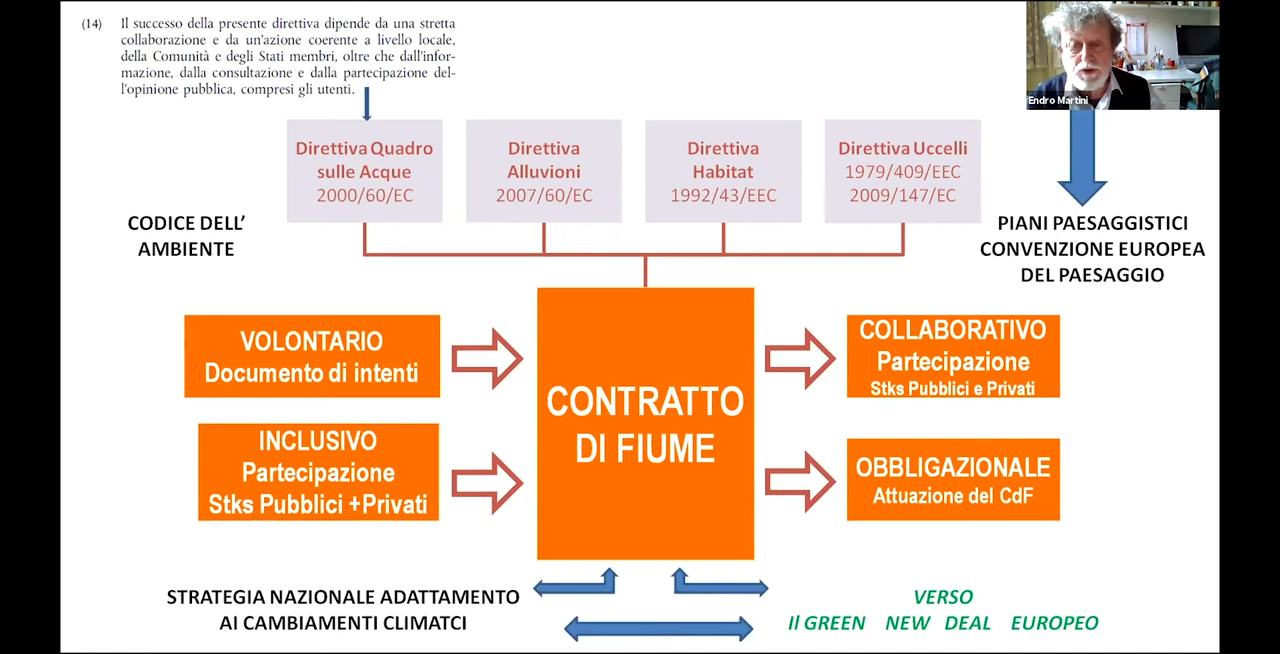 (14) Il successo della presente direttiva dipende da una stretta
collaborazione e da un'azione coerente a livello locale,
della Comunità e degli Stati membri, oltre che dall'infor-
mazione, dalla consultazione e dalla partecipazione del-
l'opinione pubblica, compresi gli utenti.
Endro Martini
Direttiva Quadro
sulle Acque
2000/60/EC
Direttiva
Alluvioni
2007/60/EC
Direttiva
Habitat
1992/43/EEC
Direttiva Uccelli
1979/409/EEC
2009/147/EC
CODICE DELL'
AMBIENTE
PIANI PAESAGGISTICI
CONVENZIONE EUROPEA
DEL PAESAGGIO
VOLONTARIO
Documento di intenti
INCLUSIVO
Partecipazione
Stks Pubblici +Privati
CONTRATTO
DI FIUME
COLLABORATIVO
Partecipazione
Stks Pubblici e Privati
OBBLIGAZIONALE
Attuazione del CdF
STRATEGIA NAZIONALE ADATTAMENTO
AI CAMBIAMENTI CLIMATCI
VERSO
Il GREEN NEW DEAL EUROPEO